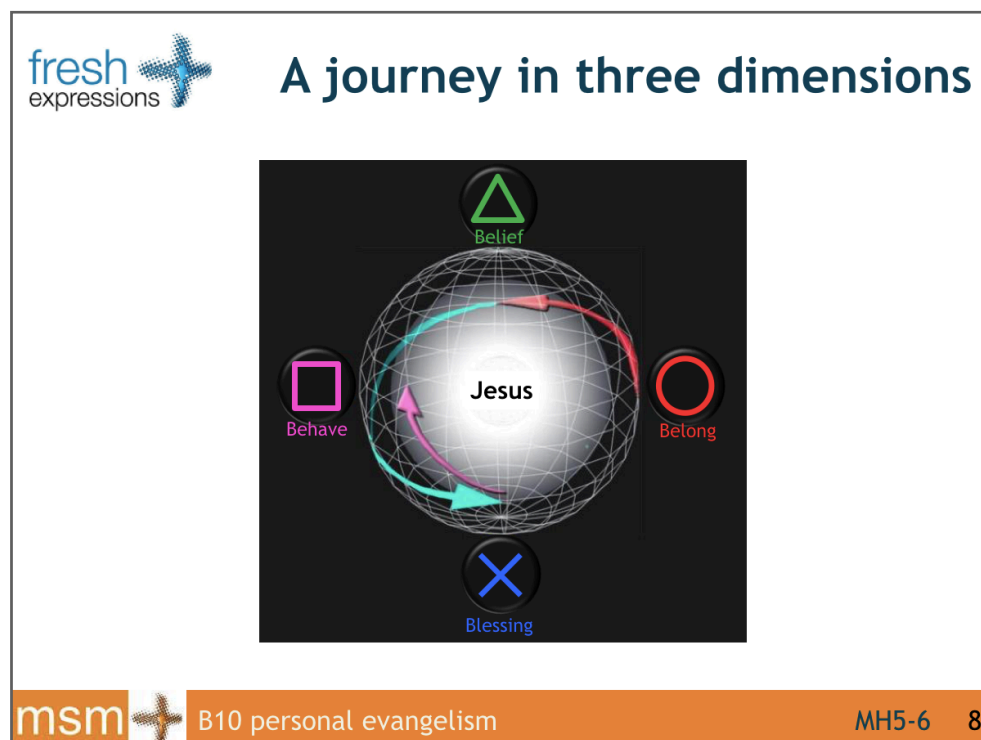 fresh
expressions
A journey in three dimensions
Belief
Jesus
Behave
Belong
Blessing
msm
B10 personal evangelism
MH5-6 8